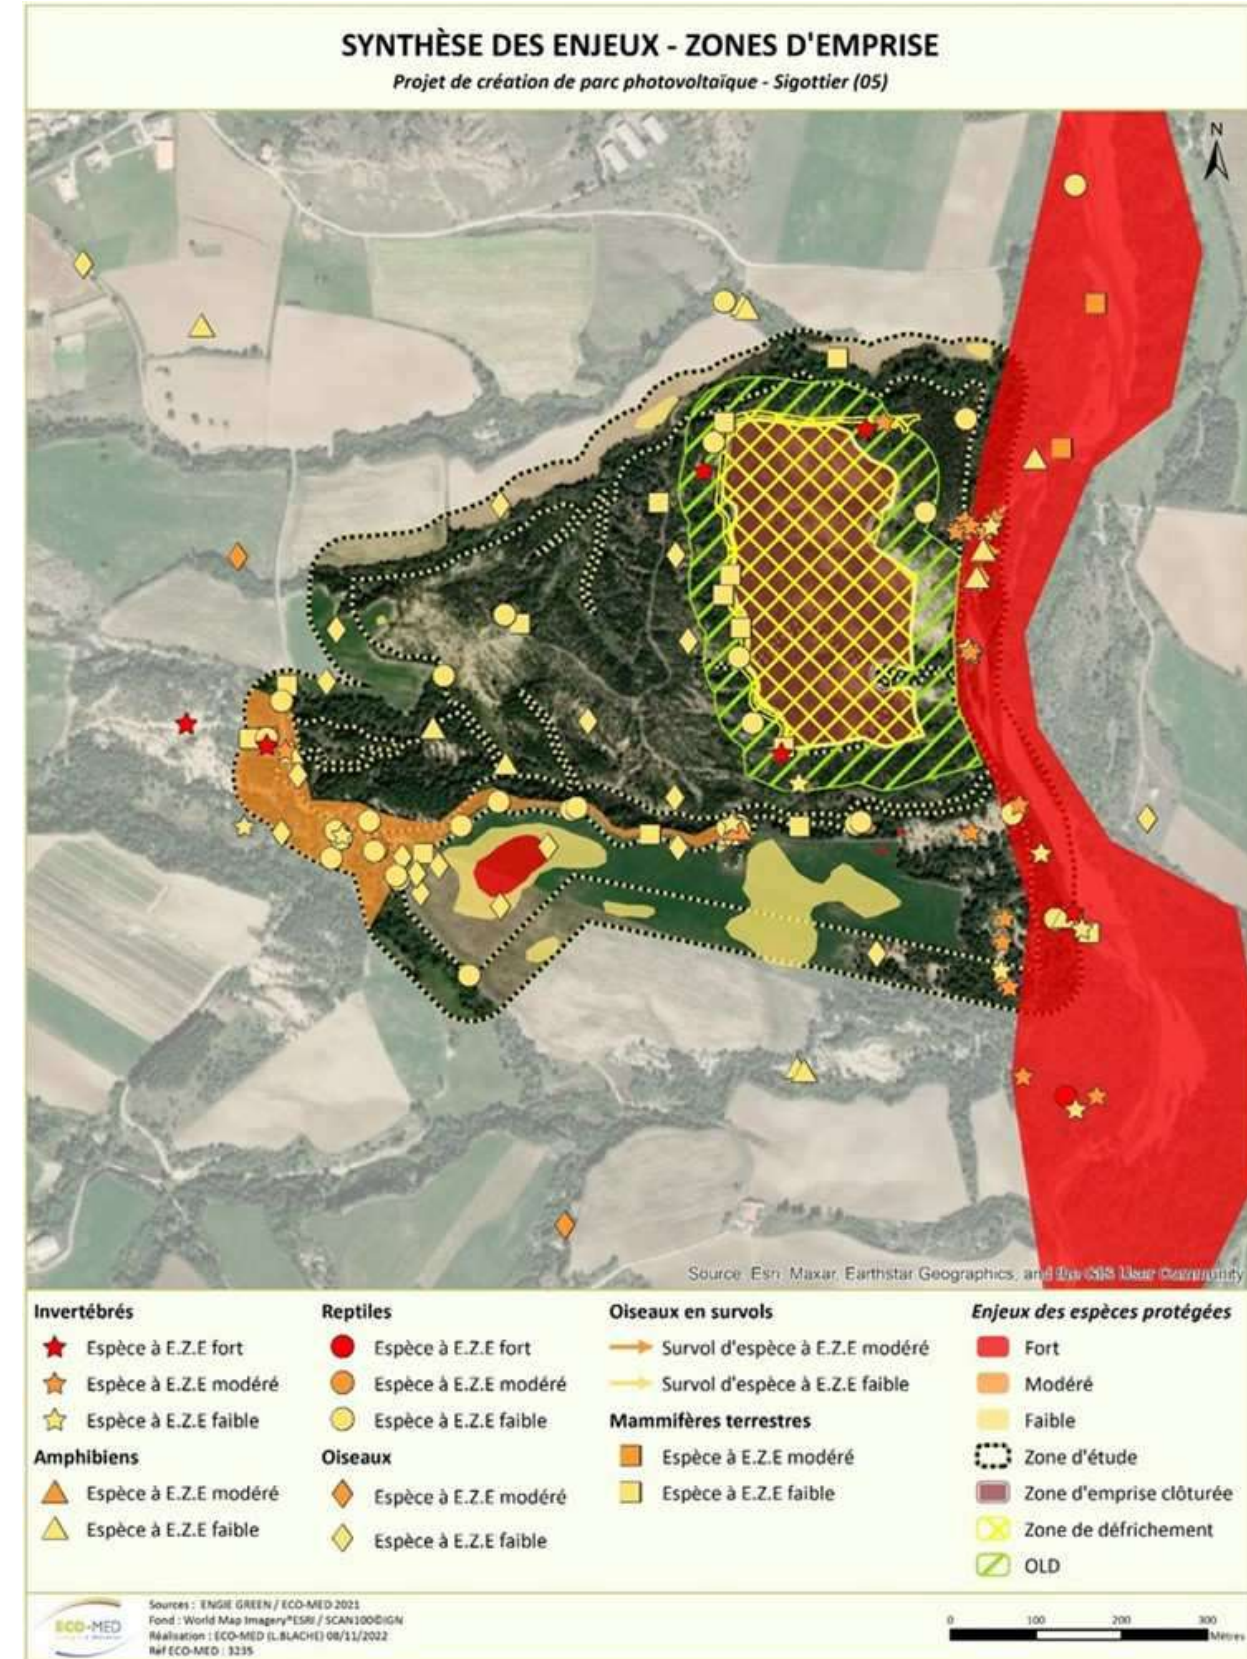 SYNTHÈSE DES ENJEUX - ZONES D'EMPRISE
Projet de création de parc photovoltaïque - Sigottier (05)
N
Source: Esri, Maxar, Earthstar Geographics, and the GIS User Community
Invertébrés
Espèce à E.Z.E fort
Espèce à E.Z.E modéré
Espèce à E.Z.E faible
Amphibiens
Espèce à E.Z.E modéré
Espèce à E.Z.E faible
Reptiles
Espèce à E.Z.E fort
Espèce à E.Z.E modéré
Espèce à E.Z.E faible
Oiseaux
Espèce à E.Z.E modéré
Espèce à E.Z.E faible
Oiseaux en survols
Survol d'espèce à E.Z.E modéré
Survol d'espèce à E.Z.E faible
Mammifères terrestres
Espèce à E.Z.E modéré
Espèce à E.Z.E faible
Enjeux des espèces protégées
Fort
Modéré
Faible
Zone d'étude
Zone d'emprise clôturée
Zone de défrichement
OLD
ECO-MED
Sources : ENGIE GREEN / ECO-MED 2021
Fond : World Map Imagery®ESRI / SCAN100©IGN
Réalisation : ECO-MED (L.BLACHE) 08/11/2022
Réf ECO-MED : 3235
0 100 200 300
Mètres